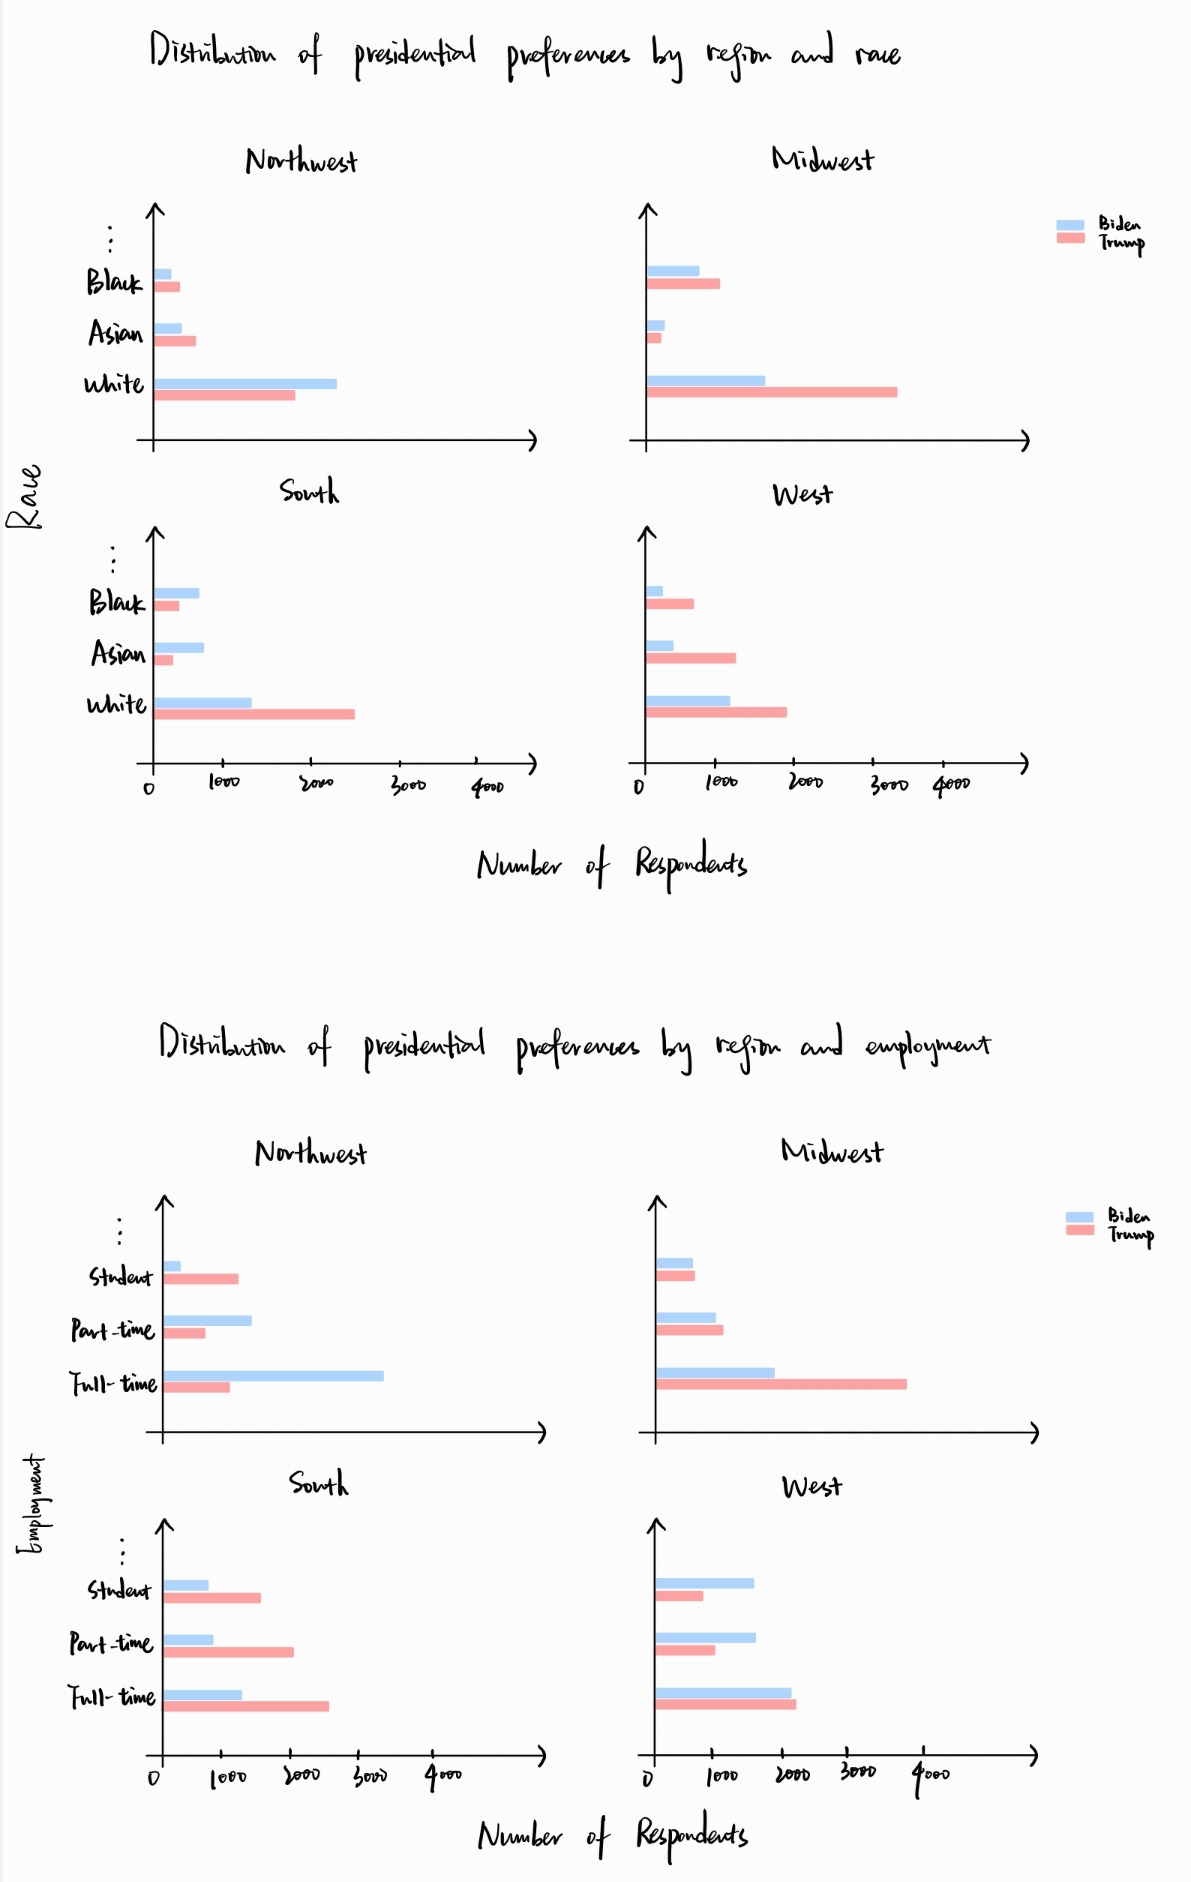 Distribution of presidential preferences by region and race
Northwest
Midwest
Biden
Trump
Black
Asian
White
Race
South
West
Black
Asian
White
0 1000 2000 3000 4000
0 1000 2000 3000 4000
Number of Respondents
Distribution of presidential preferences by region and employment
Northwest
Midwest
Biden
Trump
Student
Part-time
Full-time
Employment
South
West
Student
Part-time
Full-time
0 1000 2000 3000 4000
0 1000 2000 3000 4000
Number of Respondents